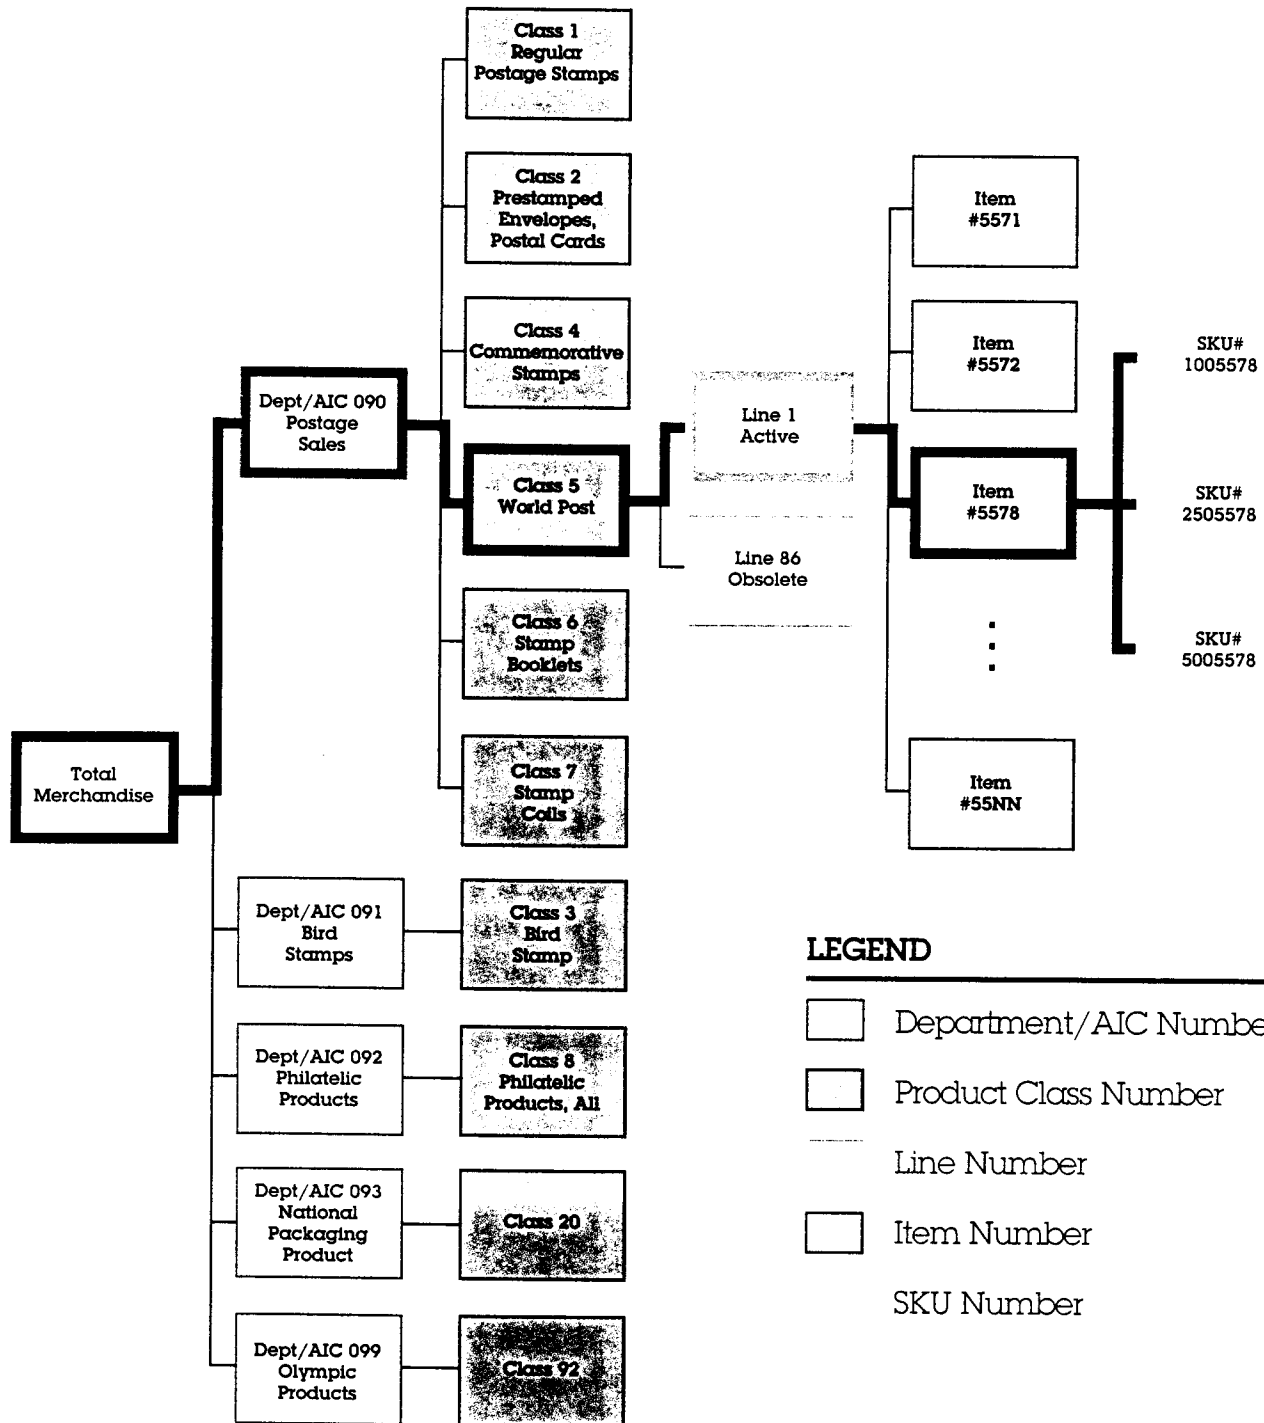 Class 1
Regular
Postage Stamps
Class 2
Prestamped
Envelopes,
Postal Cards
Class 4
Commemorative
Stamps
Class 5
World Post
Class 6
Stamp
Booklets
Class 7
Stamp
Coils
Dept/AIC 090
Postage
Sales
Line 1
Active
Line 86
Obsolete
Item
#5571
Item
#5572
Item
#5578
Item
#55NN
SKU#
1005578
SKU#
2505578
SKU#
5005578
Total
Merchandise
Dept/AIC 091
Bird
Stamps
Class 3
Bird
Stamp
Dept/AIC 092
Philatelic
Products
Class 8
Philatelic
Products, All
Dept/AIC 093
National
Packaging
Product
Class 20
Dept/AIC 099
Olympic
Products
Class 92
LEGEND
Department/AIC Numbe
Product Class Number
Line Number
Item Number
SKU Number